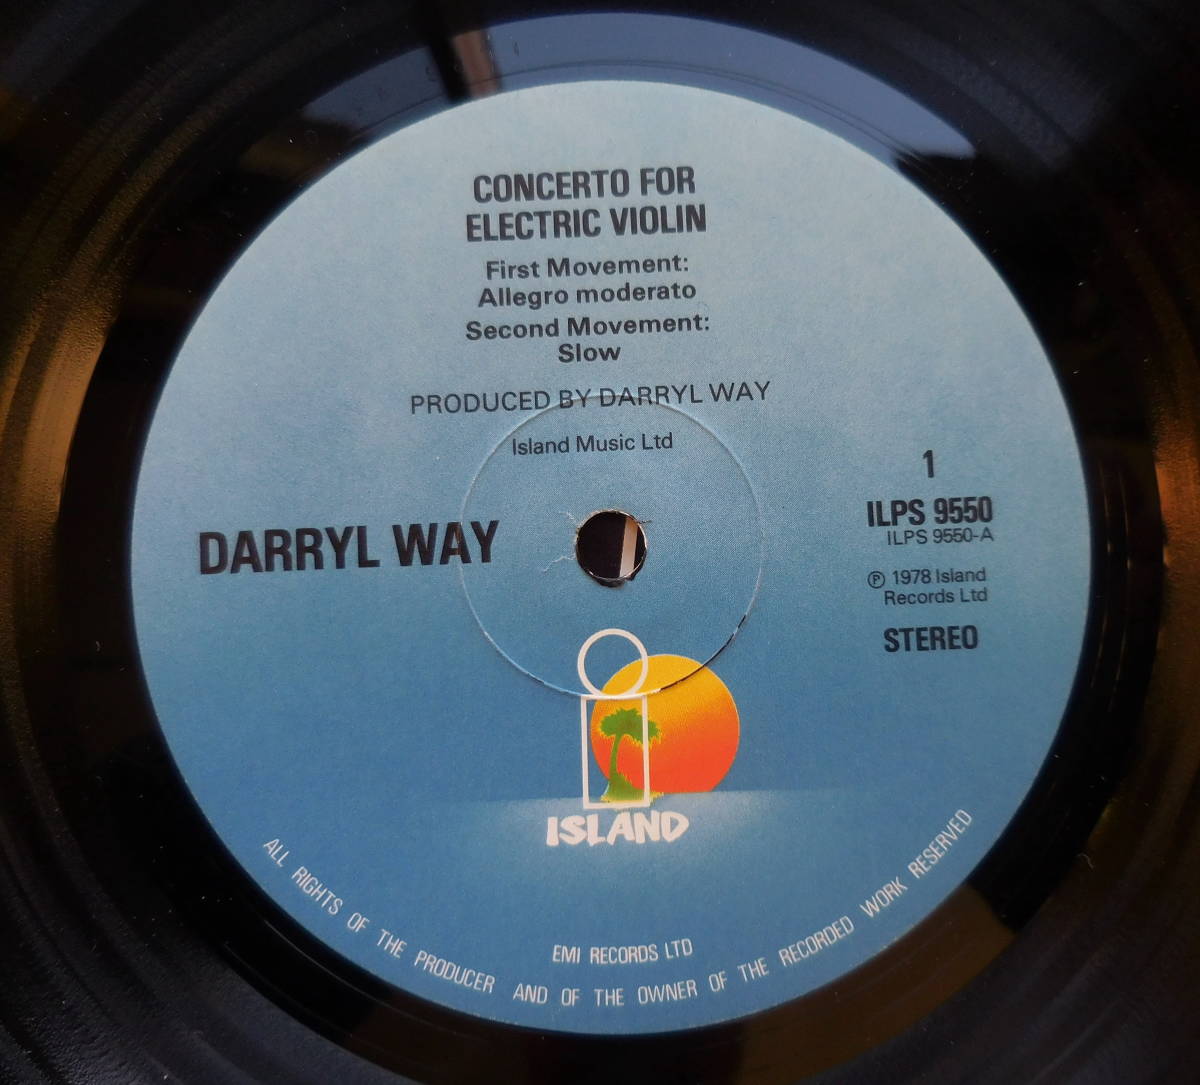 CONCERTO FOR
ELECTRIC VIOLIN
First Movement:
Allegro moderato
Second Movement:
Slow
PRODUCED BY DARRYL WAY
Island Music Ltd
1
ILPS 9550
ILPS 9550-A
DARRYL WAY
℗ 1978 Island
Records Ltd
STEREO
ISLAND
EMI RECORDS LTD
ALL RIGHTS OF THE PRODUCER AND OF THE OWNER OF THE RECORDED WORK RESERVED